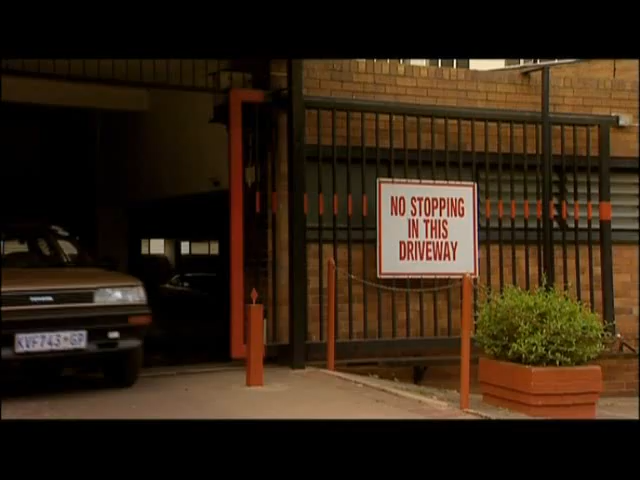 NO STOPPING
IN THIS
DRIVEWAY
TOYOTA
KVF743 GP